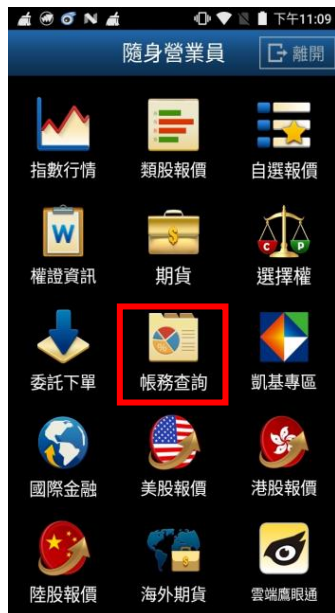 下午11:09
隨身營業員
離開
指數行情
類股報價
自選報價
W
$
C P
權證資訊
期貨
選擇權
委託下單
帳務查詢
凱基專區
國際金融
美股報價
港股報價
陸股報價
海外期貨
雲端鷹眼通